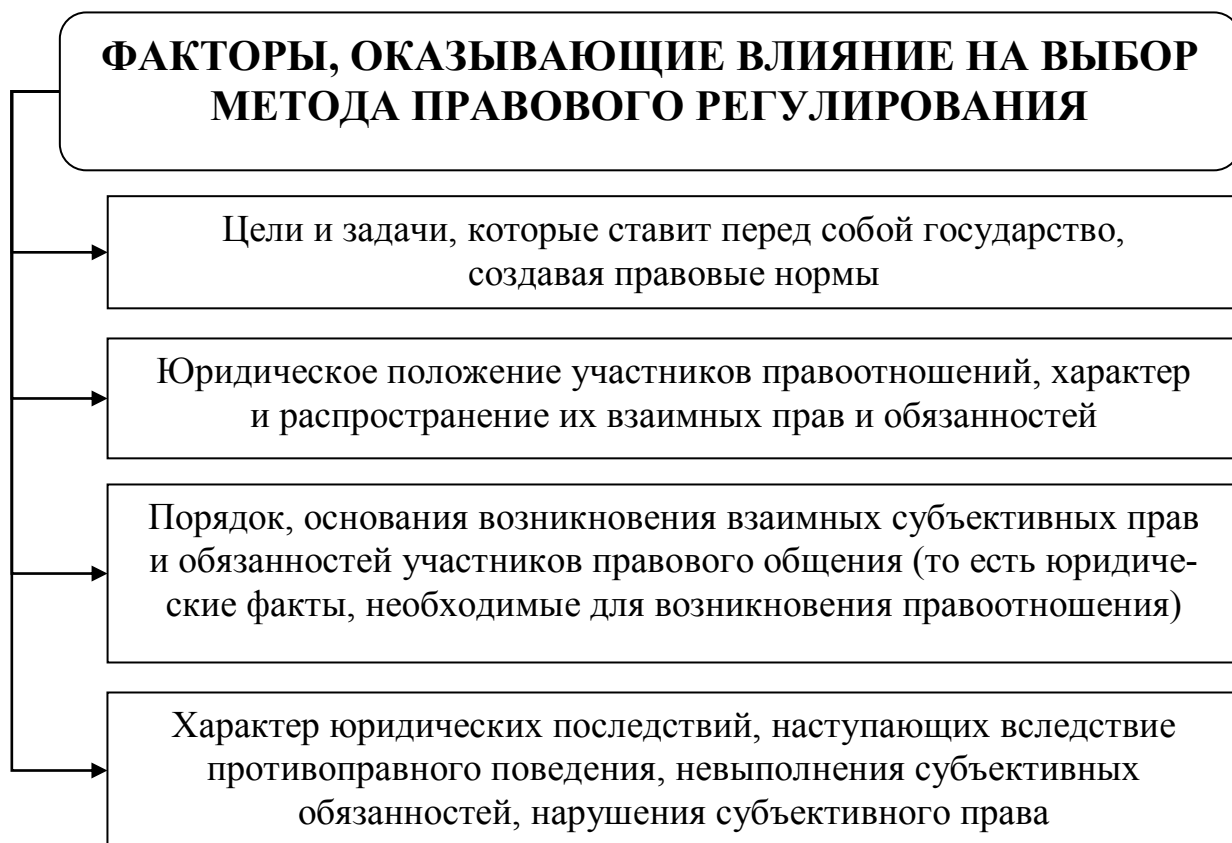 ФАКТОРЫ, ОКАЗЫВАЮЩИЕ ВЛИЯНИЕ НА ВЫБОР
МЕТОДА ПРАВОВОГО РЕГУЛИРОВАНИЯ
Цели и задачи, которые ставит перед собой государство,
создавая правовые нормы
Юридическое положение участников правоотношений, характер
и распространение их взаимных прав и обязанностей
Порядок, основания возникновения взаимных субъективных прав
и обязанностей участников правового общения (то есть юридиче-
ские факты, необходимые для возникновения правоотношения)
Характер юридических последствий, наступающих вследствие
противоправного поведения, невыполнения субъективных
обязанностей, нарушения субъективного права